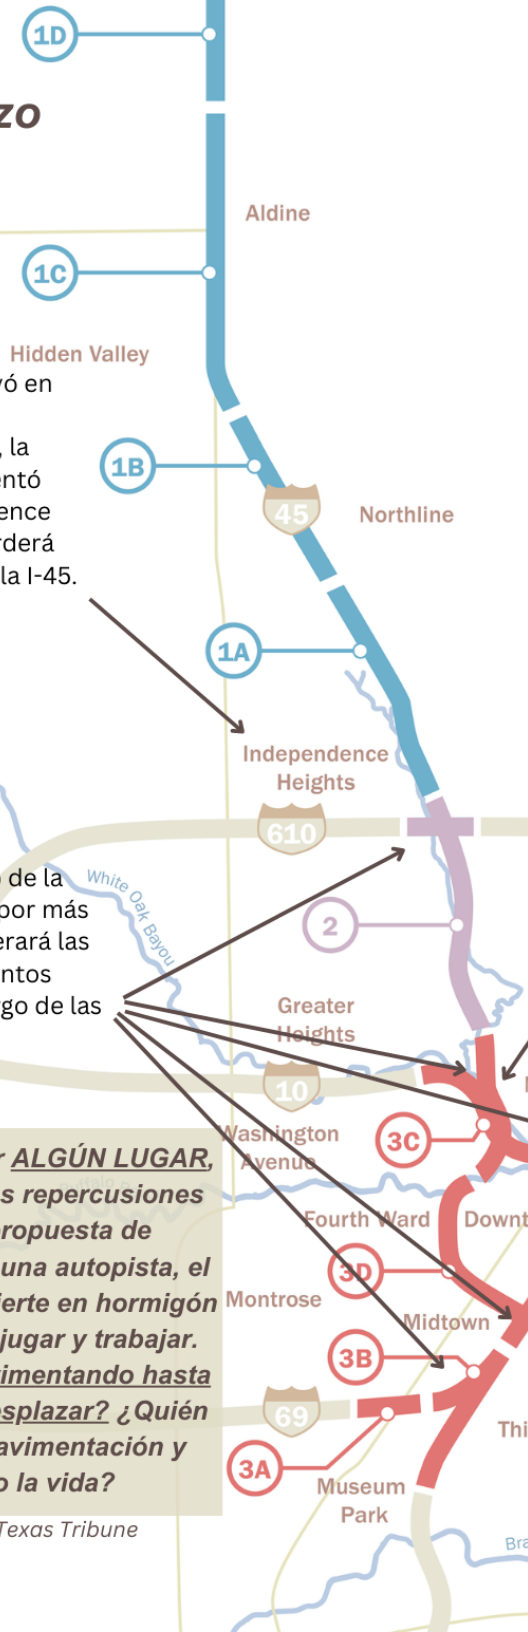 1D
zo
Aldine
1C
Hidden Valley
yó en
, la
entó
ence
rderá
la I-45.
1B
45
Northline
1A
Independence
Heights
610
White Oak Bayou
de la
por más
erará las
ntos
go de las
2
Greater
Heights
10
Washington
Avenue
3C
r ALGÚN LUGAR,
s repercusiones
ropuesta de
una autopista, el
ierte en hormigón
jugar y trabajar.
imentando hasta
esplazar? ¿Quién
avimentación y
o la vida?
Fourth Ward
Downt
3D
Montrose
Midtown
3B
69
Thi
3A
Museum
Park
Texas Tribune
Bra